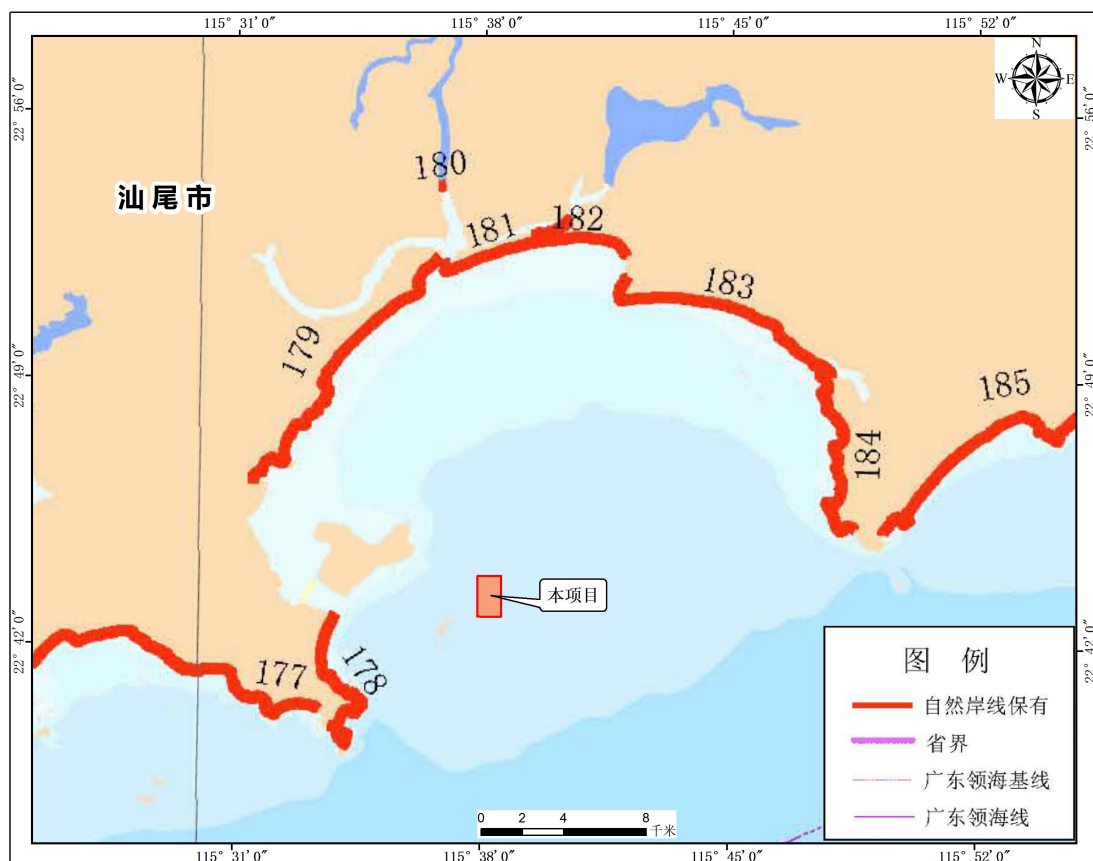 115° 31′ 0″
115° 38′ 0″
115° 45′ 0″
115° 52′ 0″
N
W
E
S
22° 56′ 0″
22° 56′ 0″
180
汕尾市
181
182
183
179
22° 49′ 0″
22° 49′ 0″
185
184
本项目
22° 42′ 0″
22° 42′ 0″
177
178
图 例
自然岸线保有
省界
广东领海基线
广东领海线
0 2 4 8
千米
115° 31′ 0″
115° 38′ 0″
115° 45′ 0″
115° 52′ 0″